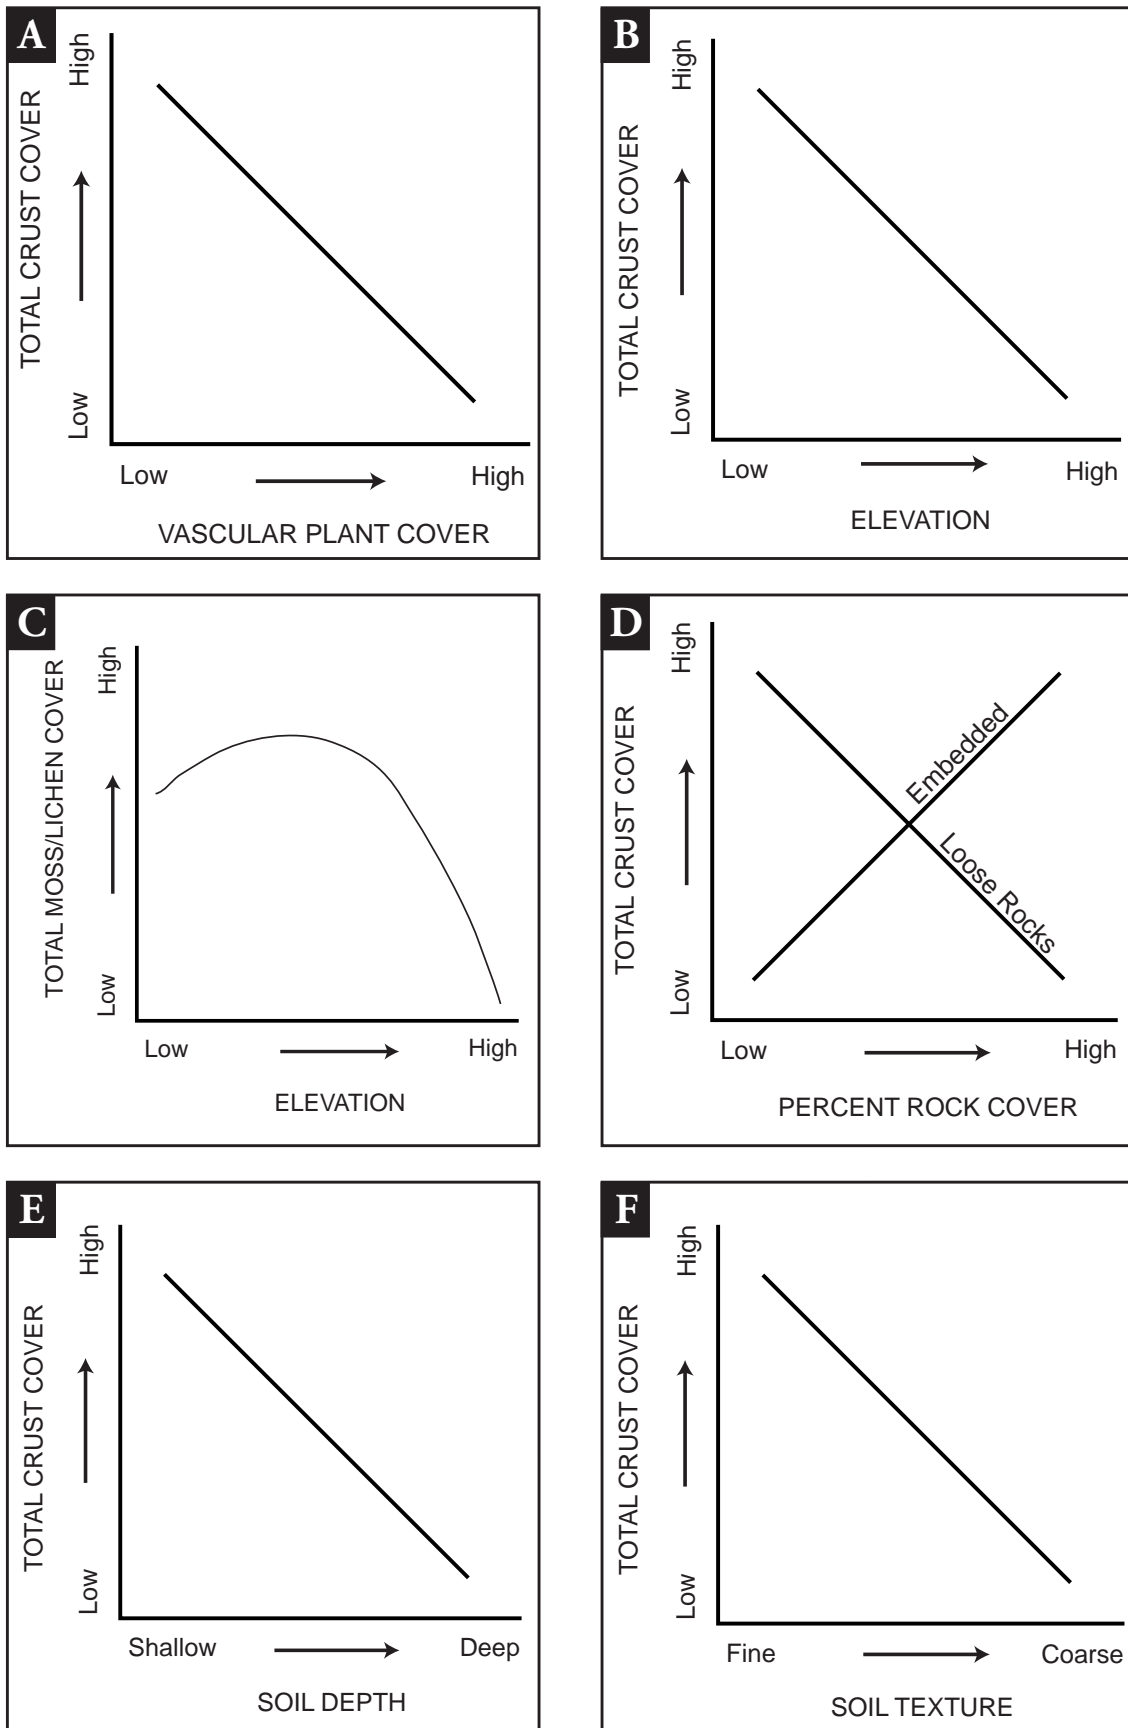 A
High
TOTAL CRUST COVER
Low
Low
High
VASCULAR PLANT COVER
B
High
TOTAL CRUST COVER
Low
Low
High
ELEVATION
C
High
TOTAL MOSS/LICHEN COVER
Low
Low
High
ELEVATION
D
High
TOTAL CRUST COVER
Embedded
Loose Rocks
Low
Low
High
PERCENT ROCK COVER
E
High
TOTAL CRUST COVER
Low
Shallow
Deep
SOIL DEPTH
F
High
TOTAL CRUST COVER
Low
Fine
Coarse
SOIL TEXTURE